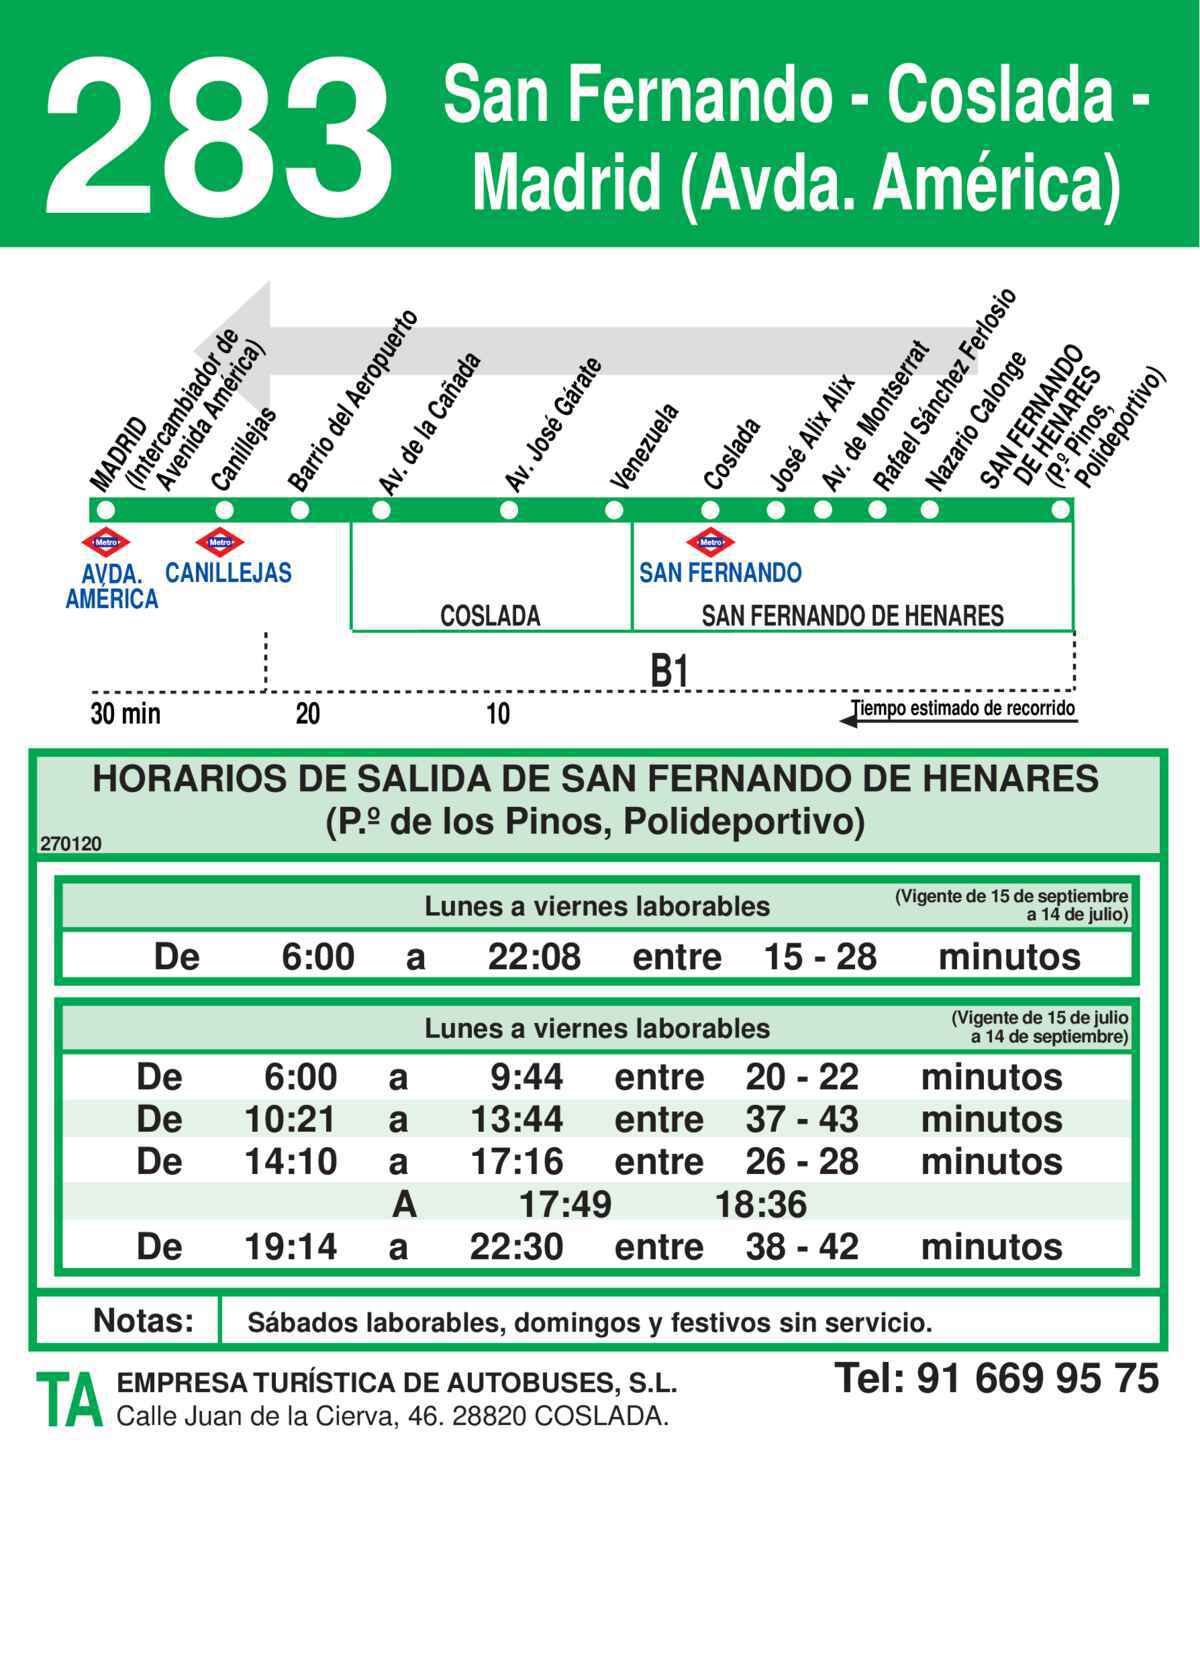 283
San Fernando - Coslada -
Madrid (Avda. América)
MADRID
(Intercambiador de
Avenida América)
Canillejas
Barrio del Aeropuerto
Av. de la Cañada
Av. José Gárate
Venezuela
Coslada
José Alix Alix
Av. de Montserrat
Rafael Sánchez Ferlosio
Nazario Calonge
SAN FERNANDO
DE HENARES
(P.º Pinos,
Polideportivo)
Metro
Metro
Metro
AVDA.
AMÉRICA
CANILLEJAS
SAN FERNANDO
COSLADA
SAN FERNANDO DE HENARES
B1
30 min
20
10
Tiempo estimado de recorrido
HORARIOS DE SALIDA DE SAN FERNANDO DE HENARES
(P.º de los Pinos, Polideportivo)
270120
Lunes a viernes laborables
(Vigente de 15 de septiembre
a 14 de julio)
De 6:00 a 22:08 entre 15 - 28 minutos
Lunes a viernes laborables
(Vigente de 15 de julio
a 14 de septiembre)
De 6:00 a 9:44 entre 20 - 22 minutos
De 10:21 a 13:44 entre 37 - 43 minutos
De 14:10 a 17:16 entre 26 - 28 minutos
A 17:49 18:36
De 19:14 a 22:30 entre 38 - 42 minutos
Notas: Sábados laborables, domingos y festivos sin servicio.
TA
EMPRESA TURÍSTICA DE AUTOBUSES, S.L.
Calle Juan de la Cierva, 46. 28820 COSLADA.
Tel: 91 669 95 75